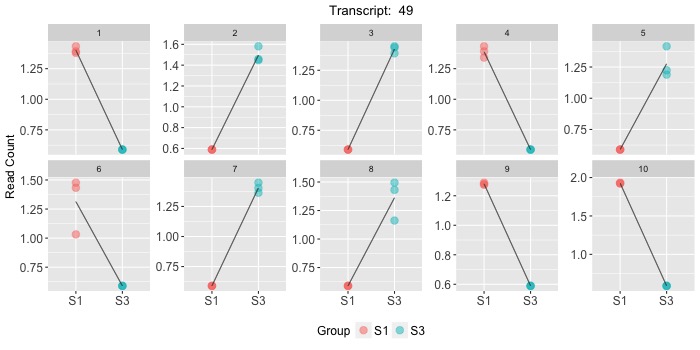 Transcript: 49
1 2 3 4 5
1.25 1.00 0.75
1.6 1.4 1.2 1.0 0.8 0.6
1.25 1.00 0.75
1.25 1.00 0.75
1.25 1.00 0.75
Read Count
6 7 8 9 10
1.50 1.25 1.00 0.75
1.25 1.00 0.75
1.50 1.25 1.00 0.75
1.2 1.0 0.8 0.6
2.0 1.5 1.0
S1 S3 S1 S3 S1 S3 S1 S3 S1 S3
Group S1 S3